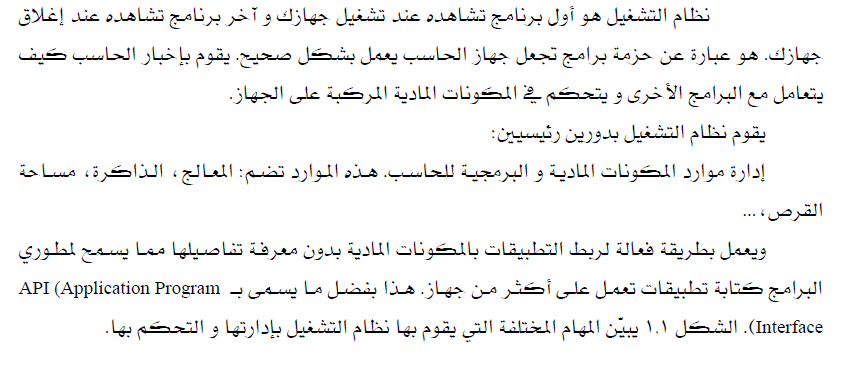 نظام التشغيل هو أول برنامج تشاهده عند تشغيل جهازك و آخر برنامج تشاهده عند إغلاق
جهازك. هو عبارة عن حزمة برامج تجعل جهاز الحاسب يعمل بشكل صحيح. يقوم بإخبار الحاسب كيف
يتعامل مع البرامج الأخرى و يتحكم في المكونات المادية المركبة على الجهاز.
يقوم نظام التشغيل بدورين رئيسيين:
إدارة موارد المكونات المادية و البرمجية للحاسب. هذه الموارد تضم: المعالج، الذاكرة، مساحة
القرص، ...
ويعمل بطريقة فعالة لربط التطبيقات بالمكونات المادية بدون معرفة تفاصيلها مما يسمح لمطوري
البرامج كتابة تطبيقات تعمل على أكثر من جهاز. هذا بفضل ما يسمى بـ API (Application Program
Interface). الشكل ١.١ يبيّن المهام المختلفة التي يقوم بها نظام التشغيل بإدارتها و التحكم بها.